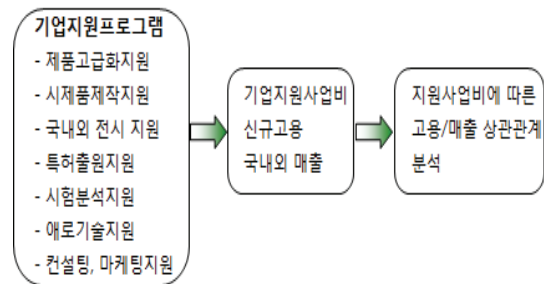 기업지원프로그램
- 제품고급화지원
- 시제품제작지원
- 국내외 전시 지원
- 특허출원지원
- 시험분석지원
- 애로기술지원
- 컨설팅, 마케팅지원
기업지원사업비
신규고용
국내외 매출
지원사업비에 따른
고용/매출 상관관계
분석